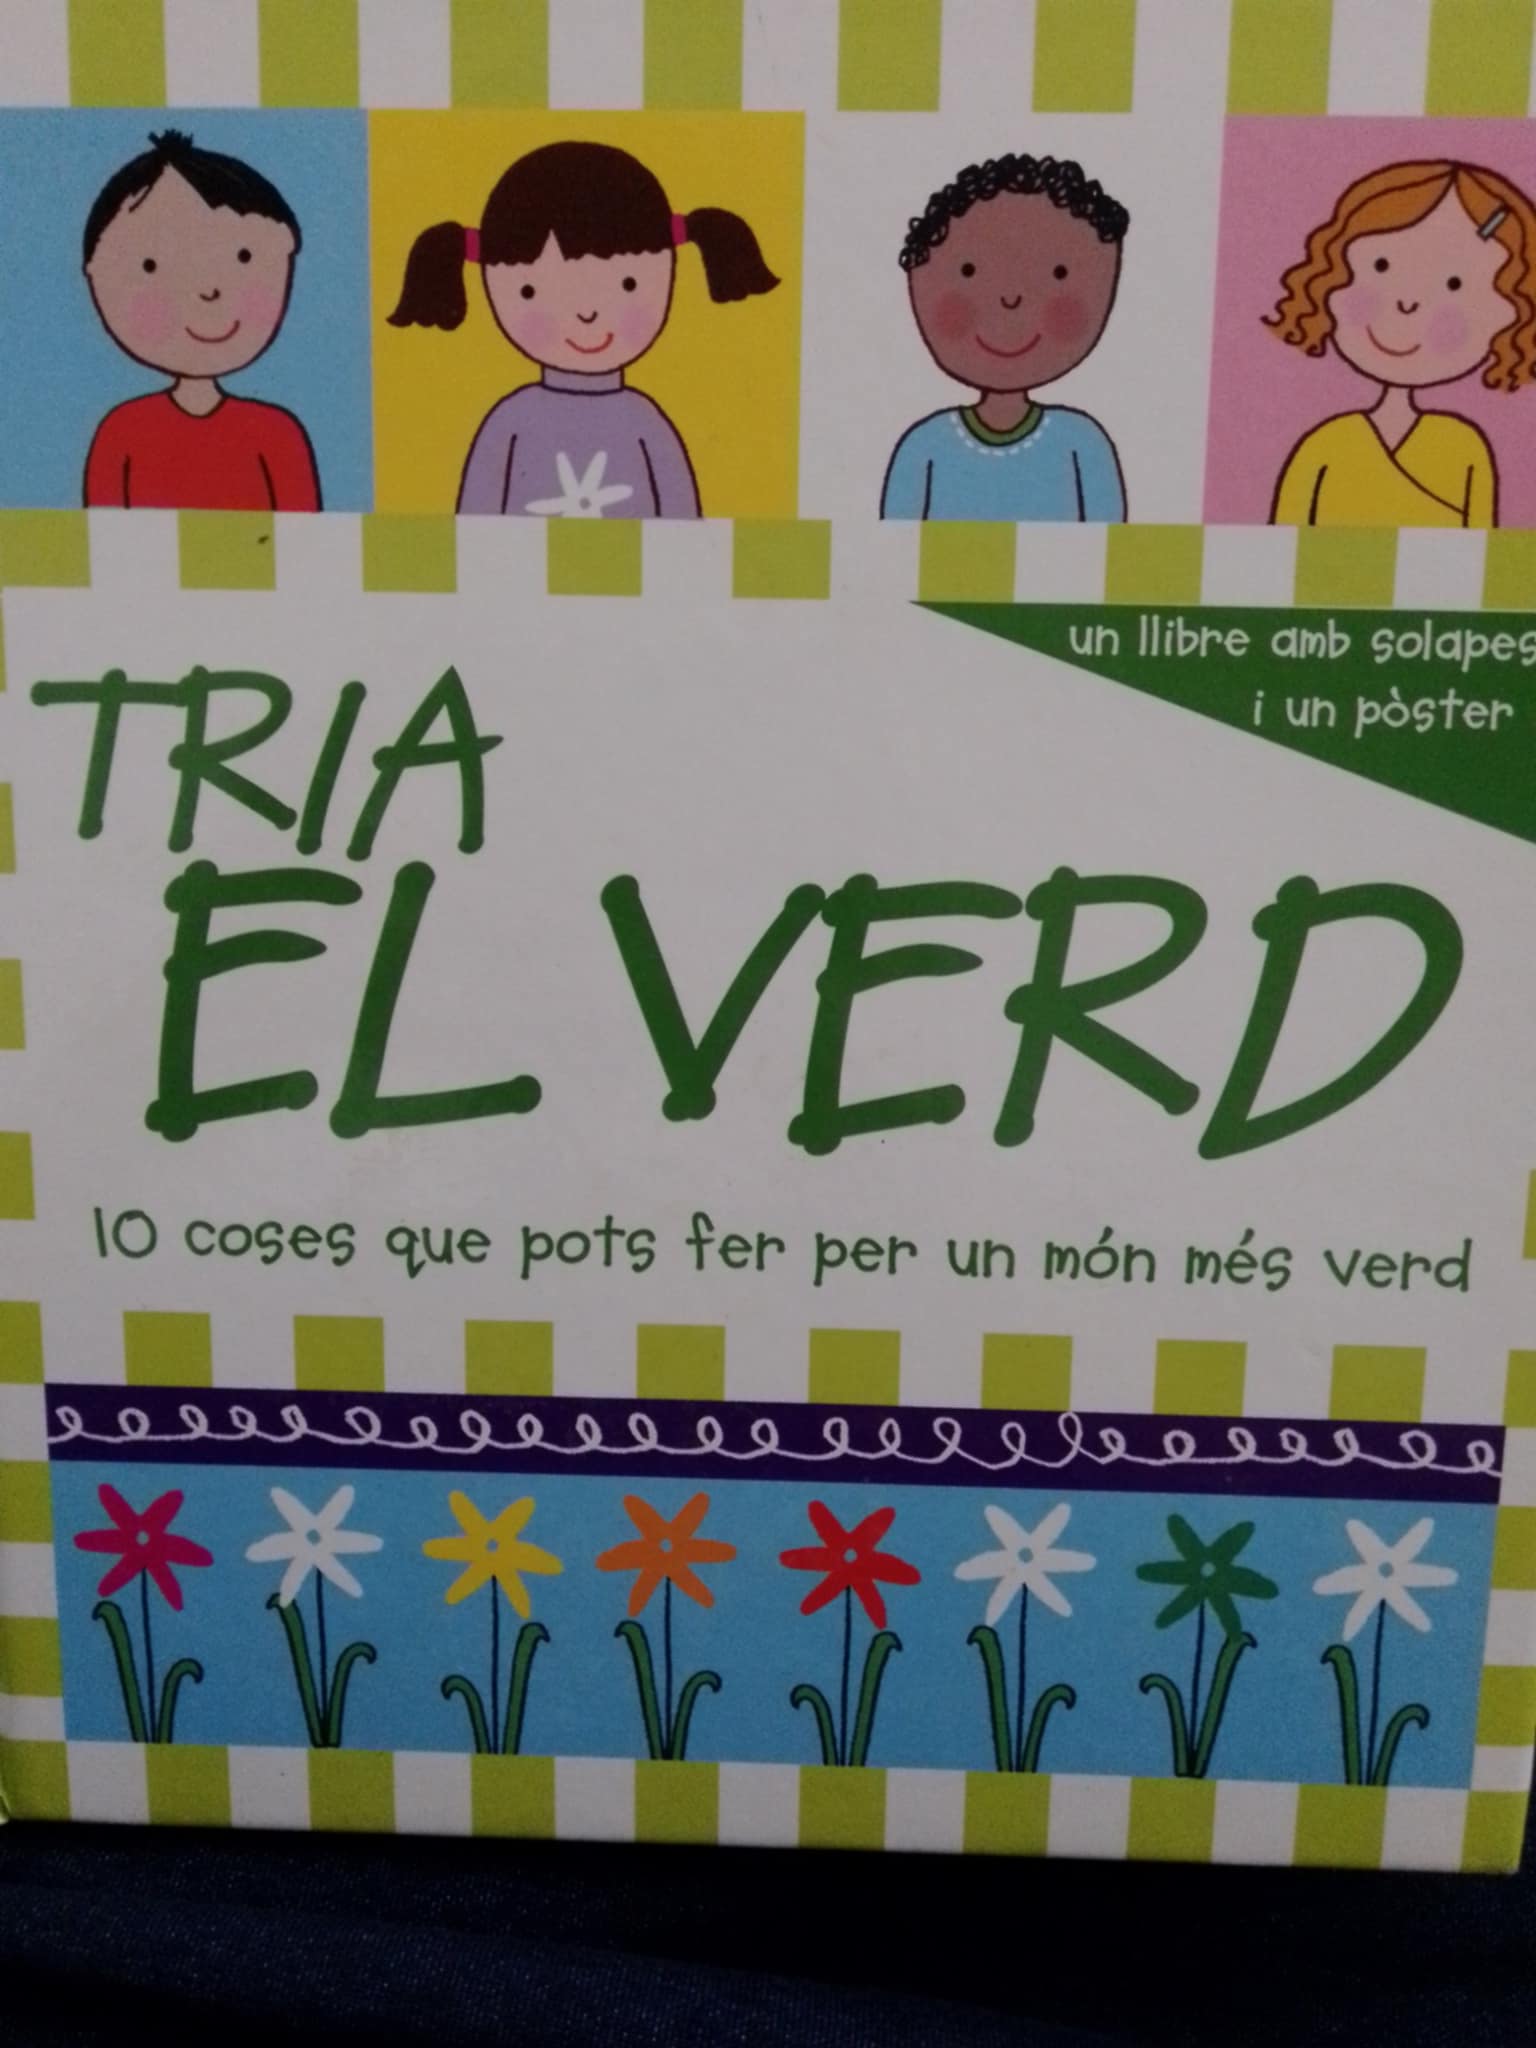 un llibre amb solapes
i un pòster
TRIA
EL VERD
10 coses que pots fer per un món més verd